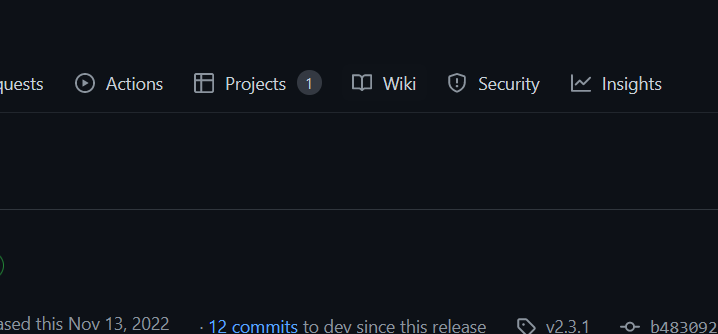 quests Actions Projects 1 Wiki Security Insights
ased this Nov 13, 2022 · 12 commits to dev since this release v2.3.1 b483092